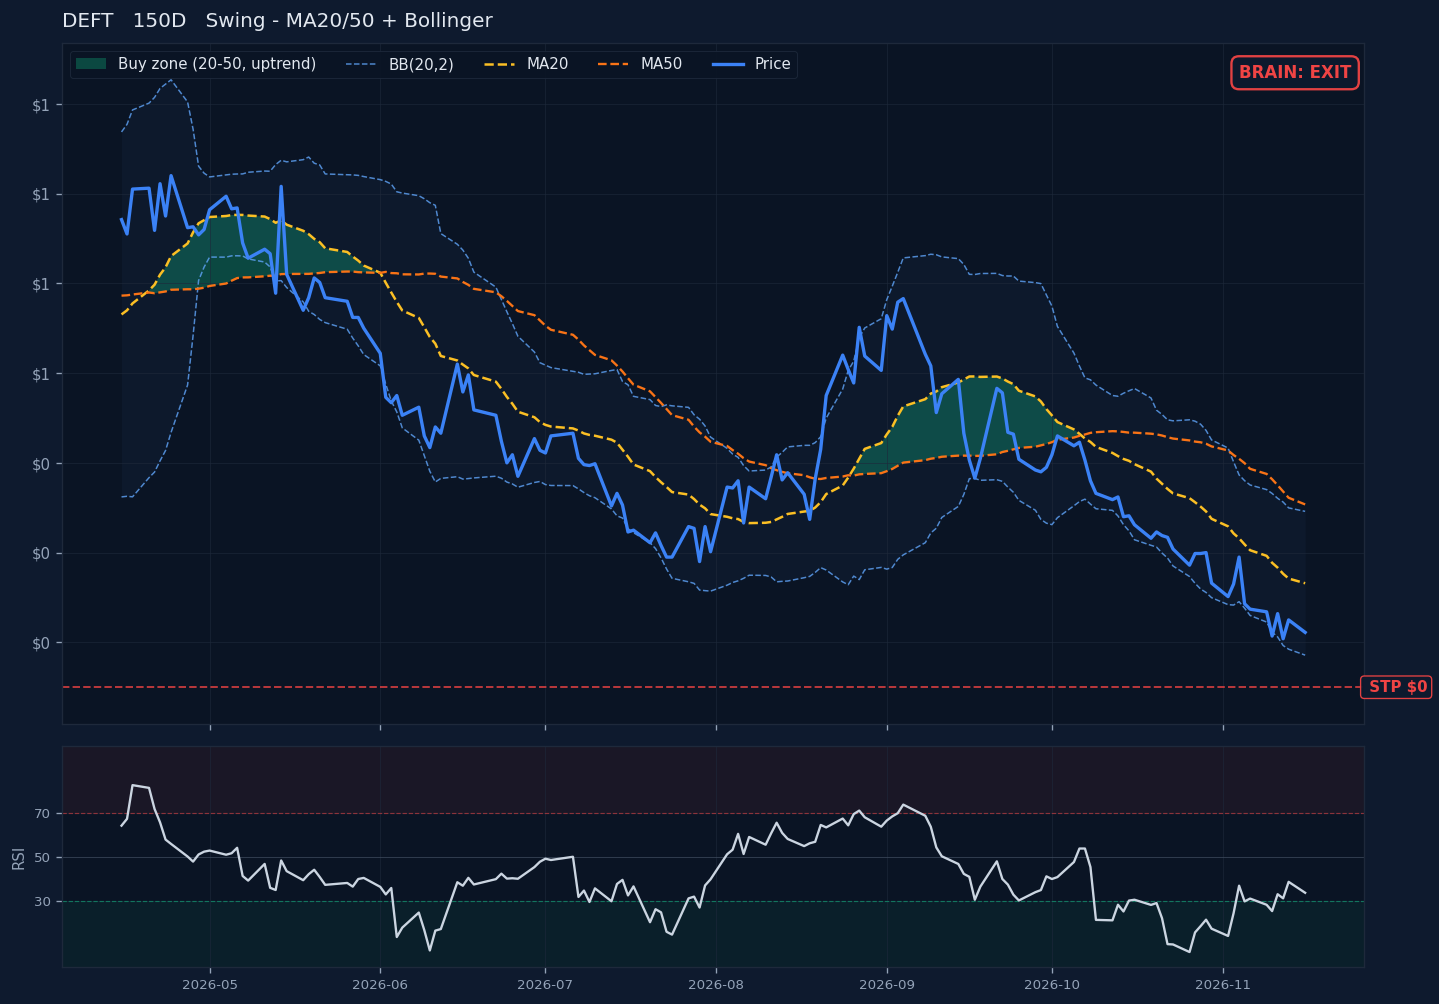 DEFT 150D Swing - MA20/50 + Bollinger
Buy zone (20-50, uptrend) BB(20,2) MA20 MA50 Price
BRAIN: EXIT
$1
$1
$1
$1
$0
$0
$0
STP $0
RSI
70
50
30
2026-05 2026-06 2026-07 2026-08 2026-09 2026-10 2026-11